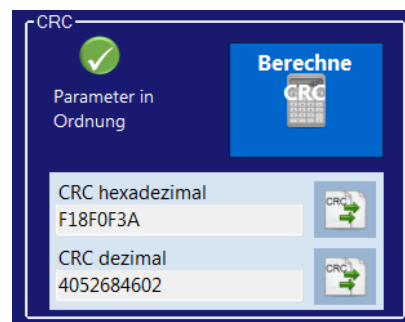 CRC
Parameter in
Ordnung
Berechne
CRC
CRC hexadezimal
F18F0F3A
CRC
CRC dezimal
4052684602
CRC